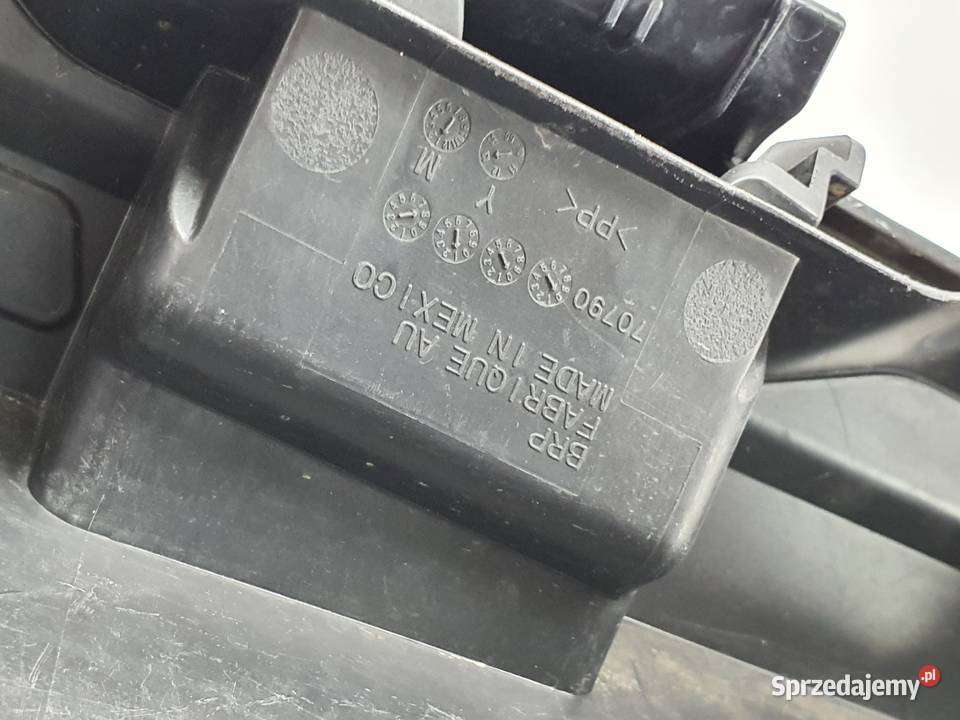 M
Y
>PP<
70790
BRP
FABRIQUE AU
MADE IN MEXICO
Sprzedajemy.pl